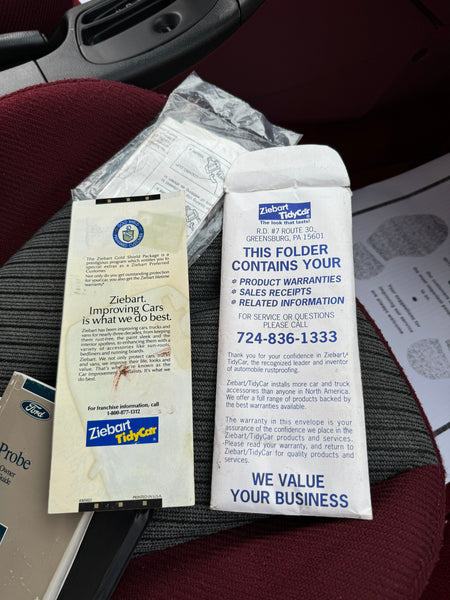 The Ziebart Gold Shield Package is a
prestigious program which entitles you to
special extras as a Ziebart Preferred
Customer.
Not only do you get outstanding protection
for your car, you also get the Ziebart lifetime
warranty!
Ziebart.
Improving Cars
is what we do best.
Ziebart has been improving cars, trucks and
vans for nearly three decades. From keeping
them rust-free, the paint sleek and the
interior spotless, to enhancing them with a
variety of accessories like sunroofs,
bedliners and running boards.
Ziebart. We not only protect cars, trucks
and vans, we improve their life, looks and
value. That's why we're known as the
Car Improvement Specialists. It's what we
do best.
For franchise information, call
1-800-877-1312
Ziebart
TidyCar
PRINTED IN U.S.A.
Ziebart
TidyCar
The look that lasts!
R.D. #7 ROUTE 30,
GREENSBURG, PA 15601
THIS FOLDER
CONTAINS YOUR
PRODUCT WARRANTIES
SALES RECEIPTS
RELATED INFORMATION
FOR SERVICE OR QUESTIONS
PLEASE CALL
724-836-1333
Thank you for your confidence in Ziebart/
TidyCar, the recognized leader and inventor
of automobile rustproofing.
Ziebart/TidyCar installs more car and truck
accessories than anyone in North America.
We offer a full range of products backed by
the best warranties available.
The warranty in this envelope is your
assurance of the confidence we place in the
Ziebart/TidyCar products and services.
Please read your warranty, and return to
Ziebart/TidyCar for quality products and
services.
WE VALUE
YOUR BUSINESS
Ford
Probe
Owner
Guide